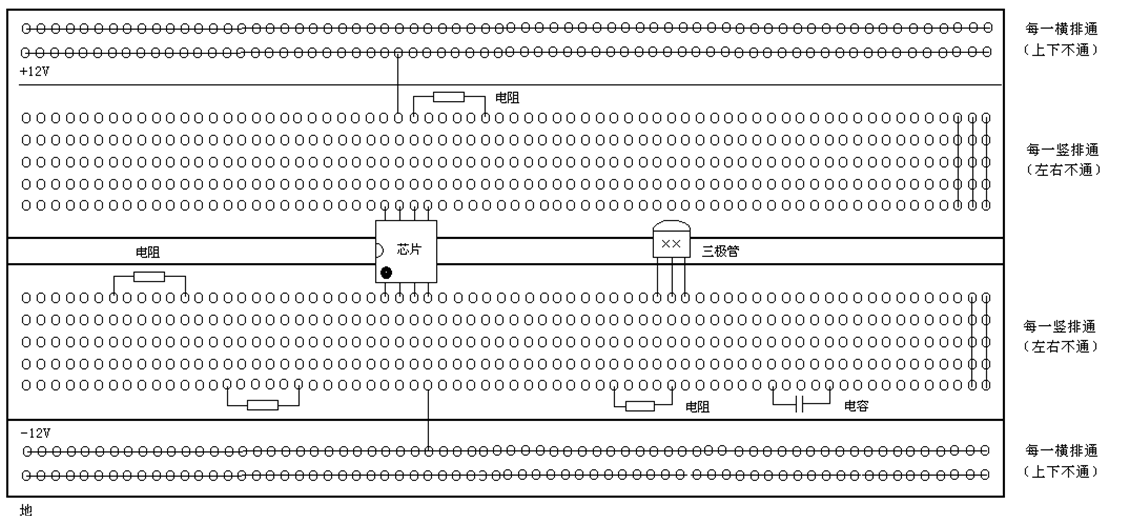 每一横排通
（上下不通）
+12V
电阻
每一竖排通
（左右不通）
电阻
芯片
××
三极管
每一竖排通
（左右不通）
电阻
电容
-12V
每一横排通
（上下不通）
地